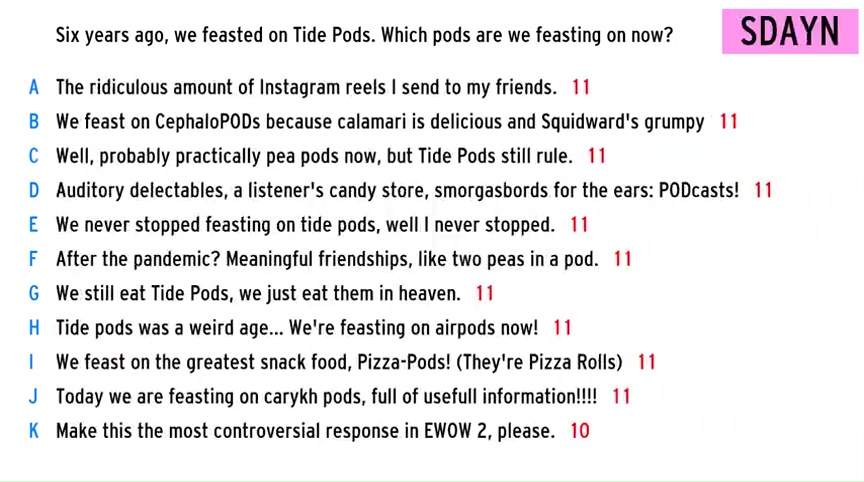 Six years ago, we feasted on Tide Pods. Which pods are we feasting on now?
SDAYN
A The ridiculous amount of Instagram reels I send to my friends. 11
B We feast on CephaloPODs because calamari is delicious and Squidward's grumpy 11
C Well, probably practically pea pods now, but Tide Pods still rule. 11
D Auditory delectables, a listener's candy store, smorgasbords for the ears: PODcasts! 11
E We never stopped feasting on tide pods, well I never stopped. 11
F After the pandemic? Meaningful friendships, like two peas in a pod. 11
G We still eat Tide Pods, we just eat them in heaven. 11
H Tide pods was a weird age... We're feasting on airpods now! 11
I We feast on the greatest snack food, Pizza-Pods! (They're Pizza Rolls) 11
J Today we are feasting on carykh pods, full of usefull information!!!! 11
K Make this the most controversial response in EWOW 2, please. 10